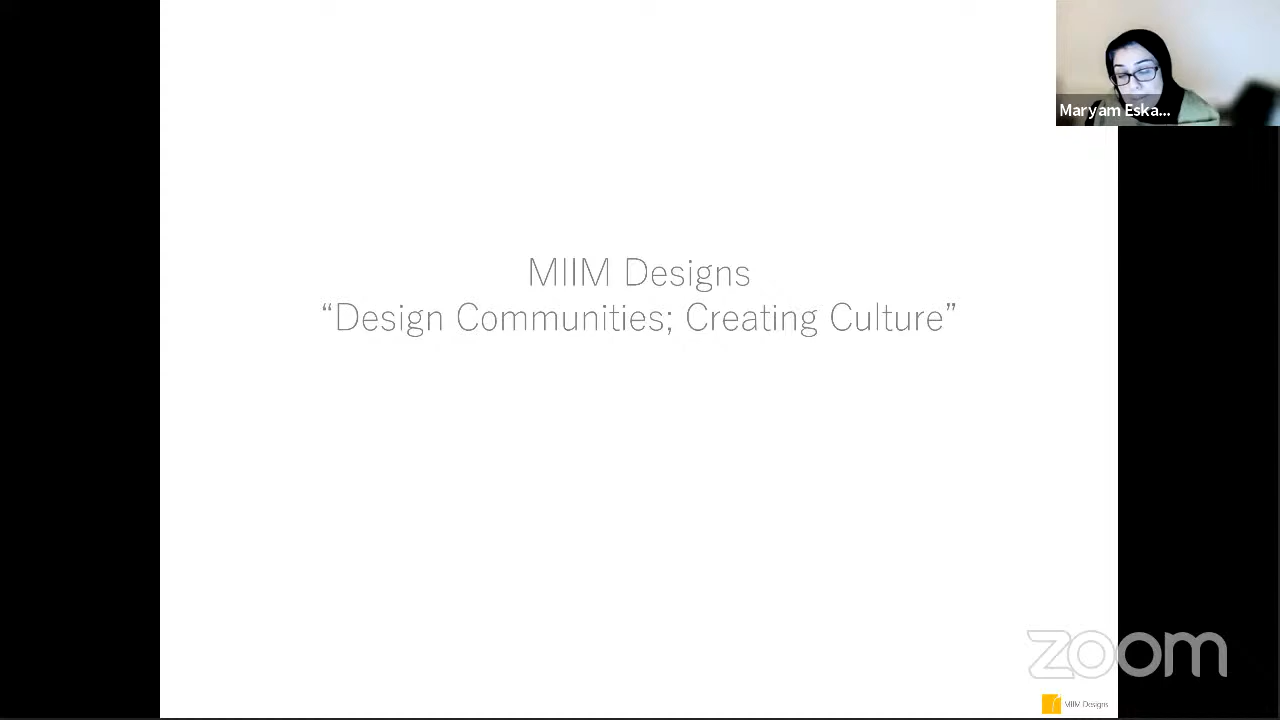 Maryam Eska...
MIIM Designs
“Design Communities; Creating Culture”
zoom
MIIM Designs